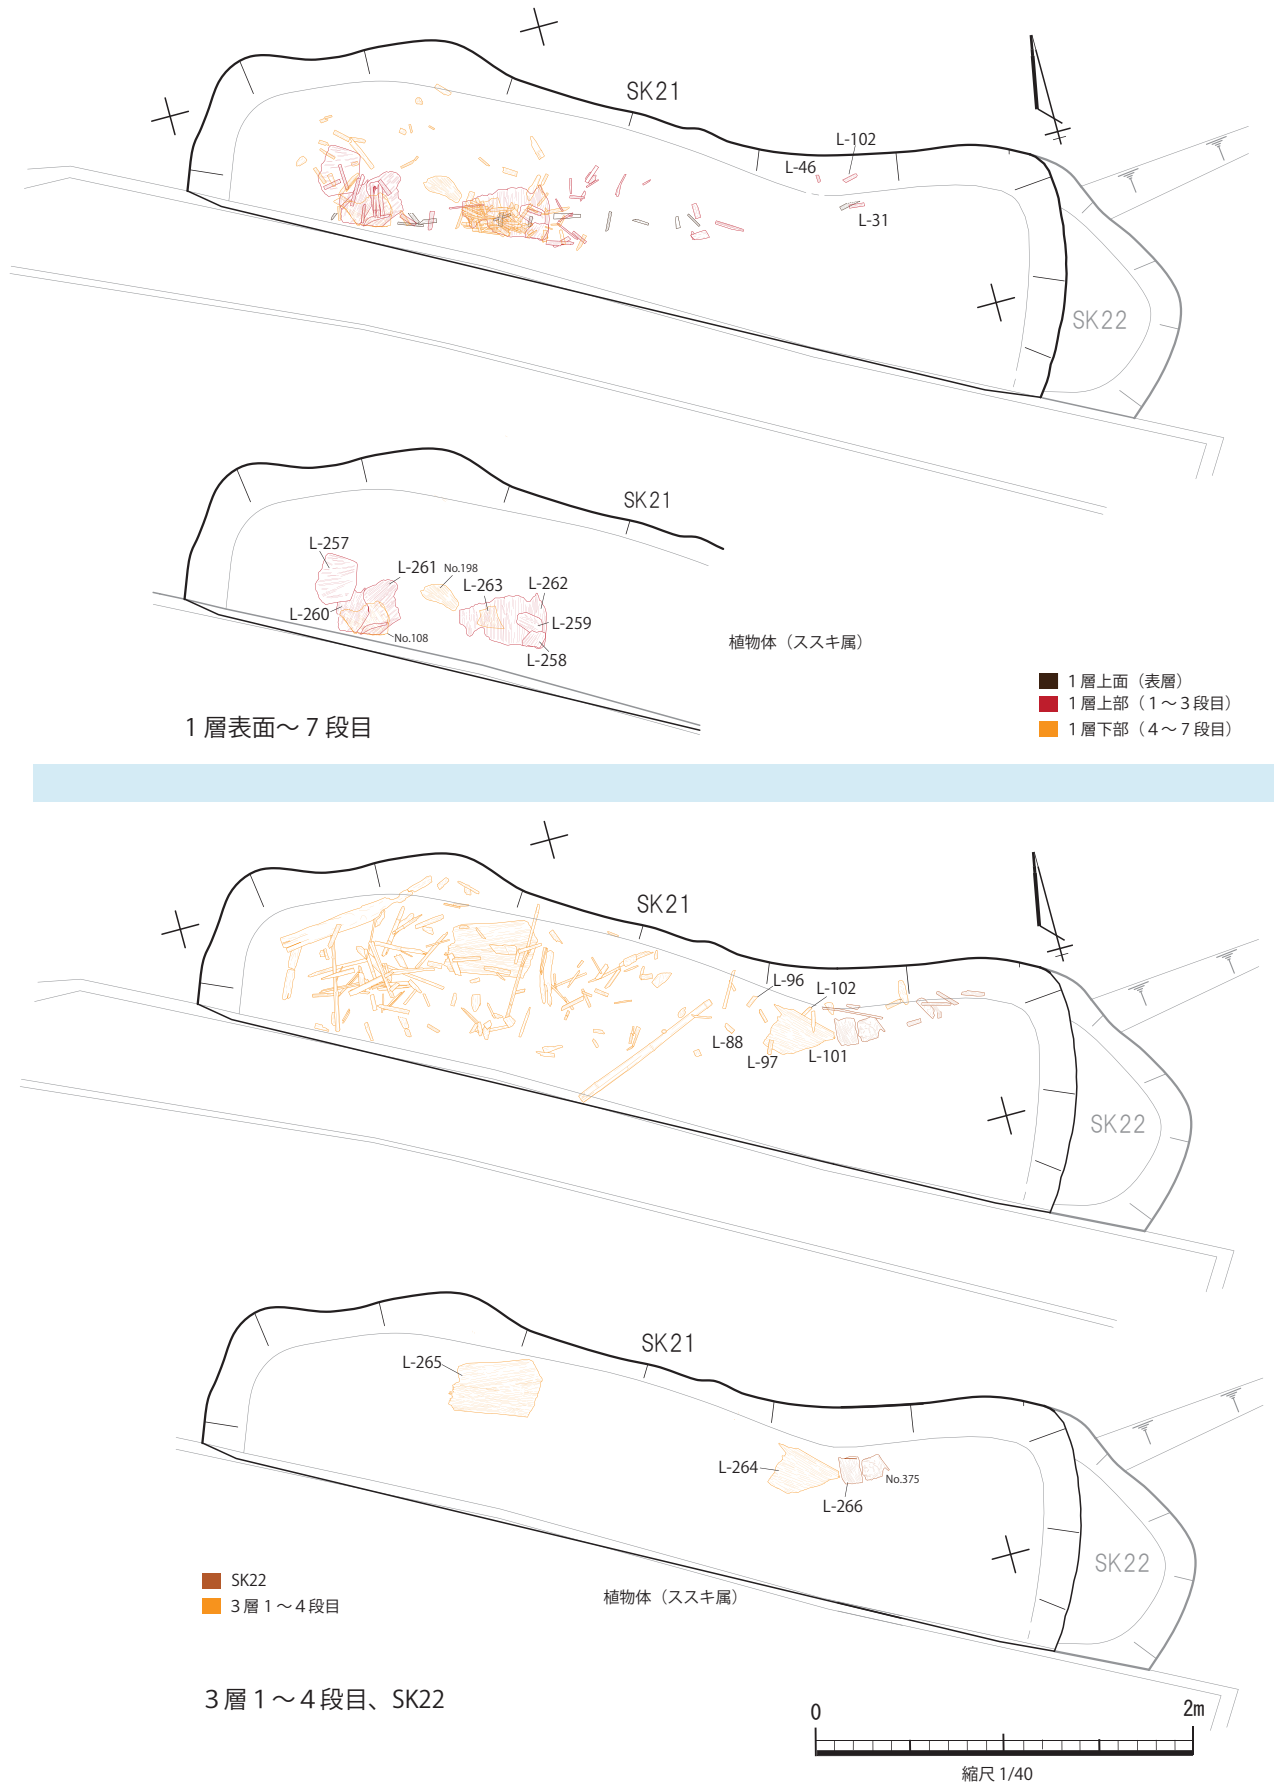 SK21
L-102
L-46
L-31
SK22
SK21
L-257
L-261
No.198
L-263
L-262
L-260
L-259
No.108
L-258
植物体（ススキ属）
１層上面（表層）
１層上部（１～３段目）
１層下部（４～７段目）
１層表面～７段目
SK21
L-96
L-102
L-88
L-97
L-101
SK22
SK21
L-265
L-264
No.375
L-266
SK22
SK22
３層１～４段目
植物体（ススキ属）
３層１～４段目、SK22
0
2m
縮尺 1/40